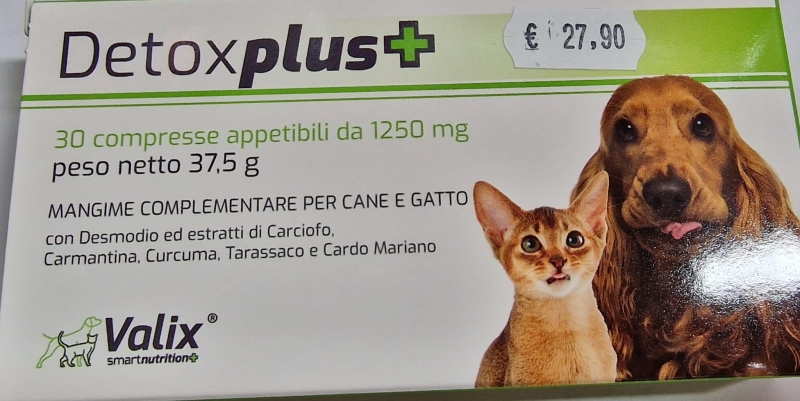 Detoxplus+
€ 27,90
30 compresse appetibili da 1250 mg
peso netto 37,5 g
MANGIME COMPLEMENTARE PER CANE E GATTO
con Desmodio ed estratti di Carciofo,
Carmantina, Curcuma, Tarassaco e Cardo Mariano
Valix®
smartnutrition+